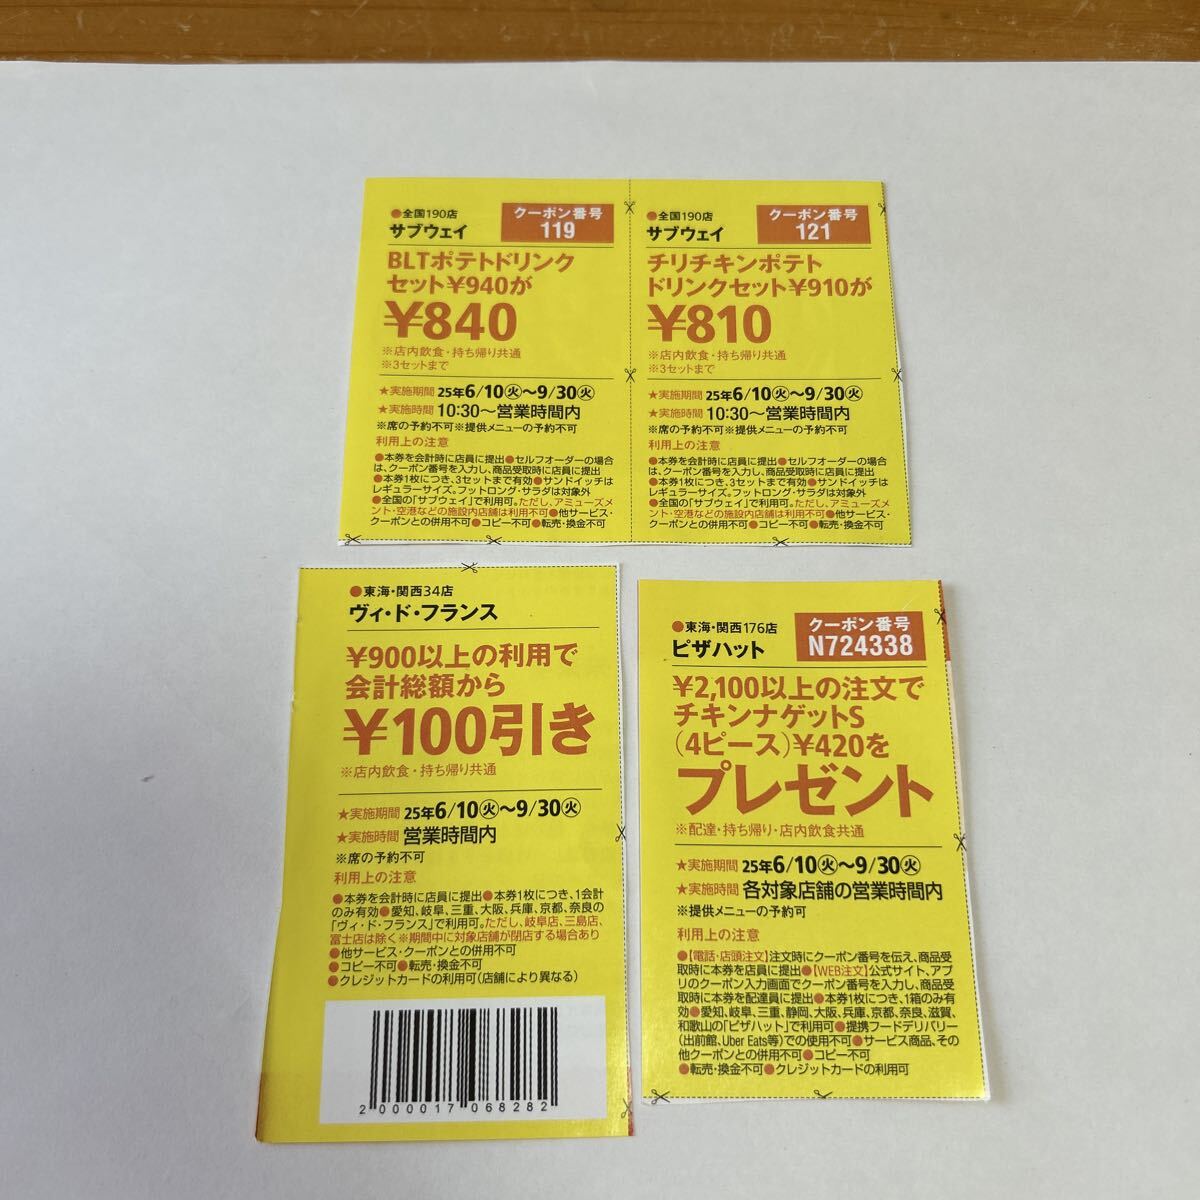 ●全国190店
サブウェイ
クーポン番号
119
BLTポテトドリンク
セット¥940が
¥840
※店内飲食・持ち帰り共通
※3セットまで
★実施期間 25年6/10㊋〜9/30㊋
★実施時間 10:30〜営業時間内
※席の予約不可※提供メニューの予約不可
利用上の注意
●本券を会計時に店員に提出●セルフオーダーの場合
は、クーポン番号を入力し、商品受取時に店員に提出
●本券1枚につき、3セットまで有効●サンドイッチは
レギュラーサイズ。フットロング・サラダは対象外
●全国の「サブウェイ」で利用可。ただし、アミューズメ
ント・空港などの施設内店舗は利用不可●他サービス・
クーポンとの併用不可●コピー不可●転売・換金不可
●全国190店
サブウェイ
クーポン番号
121
チリチキンポテト
ドリンクセット¥910が
¥810
※店内飲食・持ち帰り共通
※3セットまで
★実施期間 25年6/10㊋〜9/30㊋
★実施時間 10:30〜営業時間内
※席の予約不可※提供メニューの予約不可
利用上の注意
●本券を会計時に店員に提出●セルフオーダーの場合
は、クーポン番号を入力し、商品受取時に店員に提出
●本券1枚につき、3セットまで有効●サンドイッチは
レギュラーサイズ。フットロング・サラダは対象外
●全国の「サブウェイ」で利用可。ただし、アミューズメ
ント・空港などの施設内店舗は利用不可●他サービス・
クーポンとの併用不可●コピー不可●転売・換金不可
●東海・関西34店
ヴィ・ド・フランス
¥900以上の利用で
会計総額から
¥100引き
※店内飲食・持ち帰り共通
★実施期間 25年6/10㊋〜9/30㊋
★実施時間 営業時間内
※席の予約不可
利用上の注意
●本券を会計時に店員に提出●本券1枚につき、1会計
のみ有効●愛知、岐阜、三重、大阪、兵庫、京都、奈良の
「ヴィ・ド・フランス」で利用可。ただし、岐阜店、三島店、
富士店は除く※期間中に対象店舗が閉店する場合あり
●他サービス・クーポンとの併用不可
●コピー不可●転売・換金不可
●クレジットカードの利用可(店舗により異なる)
2 000017 068282
●東海・関西176店
ピザハット
クーポン番号
N724338
¥2,100以上の注文で
チキンナゲットS
(4ピース)¥420を
プレゼント
※配達・持ち帰り・店内飲食共通
★実施期間 25年6/10㊋〜9/30㊋
★実施時間 各対象店舗の営業時間内
※提供メニューの予約可
利用上の注意
●【電話・店頭注文】注文時にクーポン番号を伝え、商品受
取時に本券を店員に提出●【WEB注文】公式サイト、アプ
リのクーポン入力画面でクーポン番号を入力し、商品受
取時に本券を配達員に提出●本券1枚につき、1箱のみ有
効●愛知、岐阜、三重、静岡、大阪、兵庫、京都、奈良、滋賀、
和歌山の「ピザハット」で利用可●提携フードデリバリー
(出前館、Uber Eats等)での使用不可●サービス商品、その
他クーポンとの併用不可●コピー不可
●転売・換金不可●クレジットカードの利用可